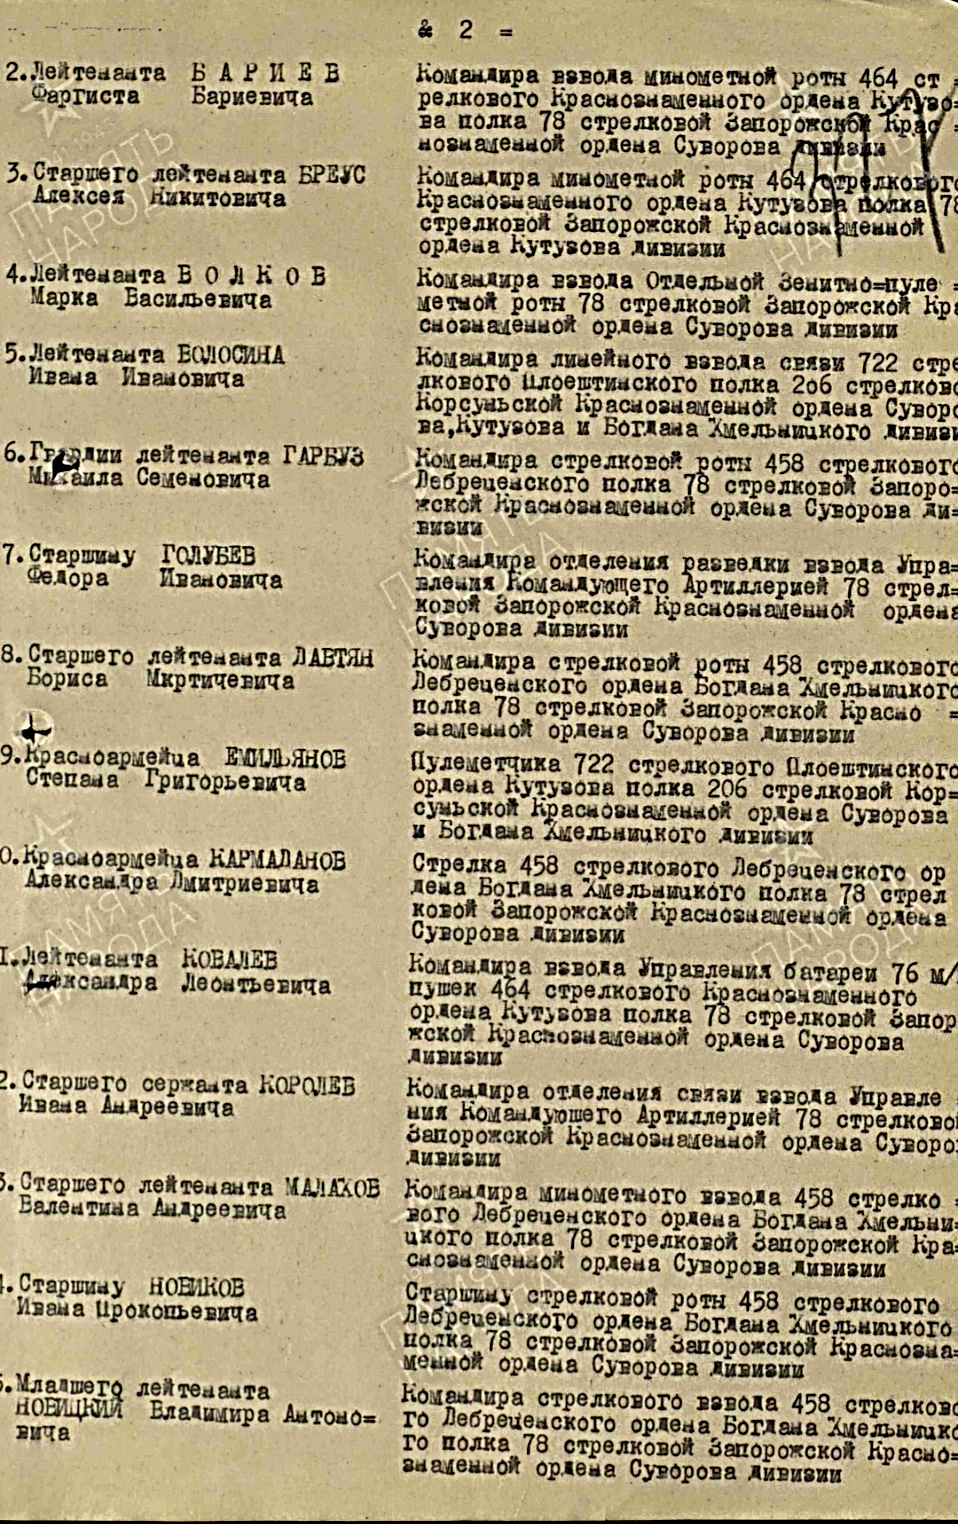 & 2 =
2. Лейтенанта БАРИЕВ
Фаргиста Бариевича
Командира взвода минометной роты 464 ст =
релкового Краснознаменного ордена Кутузо=
ва полка 78 стрелковой Запорожской Крас =
нознаменной ордена Суворова дивизии
3. Старшего лейтенанта БРЕУС
Алексея Никитовича
Командира минометной роты 464 стрелкового
Краснознаменного ордена Кутузова полка 78
стрелковой Запорожской Краснознаменной
ордена Кутузова дивизии
4. Лейтенанта ВОЛКОВ
Марка Васильевича
Командира взвода Отдельной Зенитно=пуле =
метной роты 78 стрелковой Запорожской Кра
снознаменной ордена Суворова дивизии
5. Лейтенанта ВОЛОСИНА
Ивана Ивановича
Командира линейного взвода связи 722 стре
лкового Плоештинского полка 206 стрелково
Корсуньской Краснознаменной ордена Суворо
ва,Кутузова и Богдана Хмельницкого дивизи
6. Гвардии лейтенанта ГАРБУЗ
Михаила Семеновича
Командира стрелковой роты 458 стрелкового
Дебреценского полка 78 стрелковой Запоро=
жской Краснознаменной ордена Суворова ди=
визии
7. Старшину ГОЛУБЕВ
Федора Ивановича
Командира отделения разведки взвода Упра=
вления Командующего Артиллерией 78 стрел=
ковой Запорожской Краснознаменной ордена
Суворова дивизии
8. Старшего лейтенанта ДАВТЯН
Бориса Мкртичевича
Командира стрелковой роты 458 стрелкового
Дебреценского ордена Богдана Хмельницкого
полка 78 стрелковой Запорожской Красно =
знаменной ордена Суворова дивизии
9. Красноармейца ЕМИЛЬЯНОВ
Степана Григорьевича
Пулеметчика 722 стрелкового Плоештинского
ордена Кутузова полка 206 стрелковой Кор=
суньской Краснознаменной ордена Суворова
и Богдана Хмельницкого дивизии
0. Красноармейца КАРМАЛАНОВ
Александра Дмитриевича
Стрелка 458 стрелкового Дебреценского ор
дена Богдана Хмельницкого полка 78 стрел
ковой Запорожской Краснознаменной ордена
Суворова дивизии
1. Лейтенанта КОВАЛЕВ
Александра Леонтьевича
Командира взвода Управления батареи 76 м/
пушек 464 стрелкового Краснознаменного
ордена Кутузова полка 78 стрелковой Запор
жской Краснознаменной ордена Суворова
дивизии
2. Старшего сержанта КОРОЛЕВ
Ивана Андреевича
Командира отделения связи взвода Управле =
ния Командующего Артиллерией 78 стрелково
Запорожской Краснознаменной ордена Суворо
дивизии
3. Старшего лейтенанта МАЛАХОВ
Валентина Андреевича
Командира минометного взвода 458 стрелко =
вого Дебреценского ордена Богдана Хмельни=
цкого полка 78 стрелковой Запорожской Кра=
снознаменной ордена Суворова дивизии
4. Старшину НОВИКОВ
Ивана Прокопьевича
Старшину стрелковой роты 458 стрелкового
Дебреценского ордена Богдана Хмельницкого
полка 78 стрелковой Запорожской Краснозна=
менной ордена Суворова дивизии
5. Младшего лейтенанта
НОВИЦКИЙ Владимира Антоно=
вича
Командира стрелкового взвода 458 стрелково
го Дебреценского ордена Богдана Хмельницко
го полка 78 стрелковой Запорожской Красно=
знаменной ордена Суворова дивизии